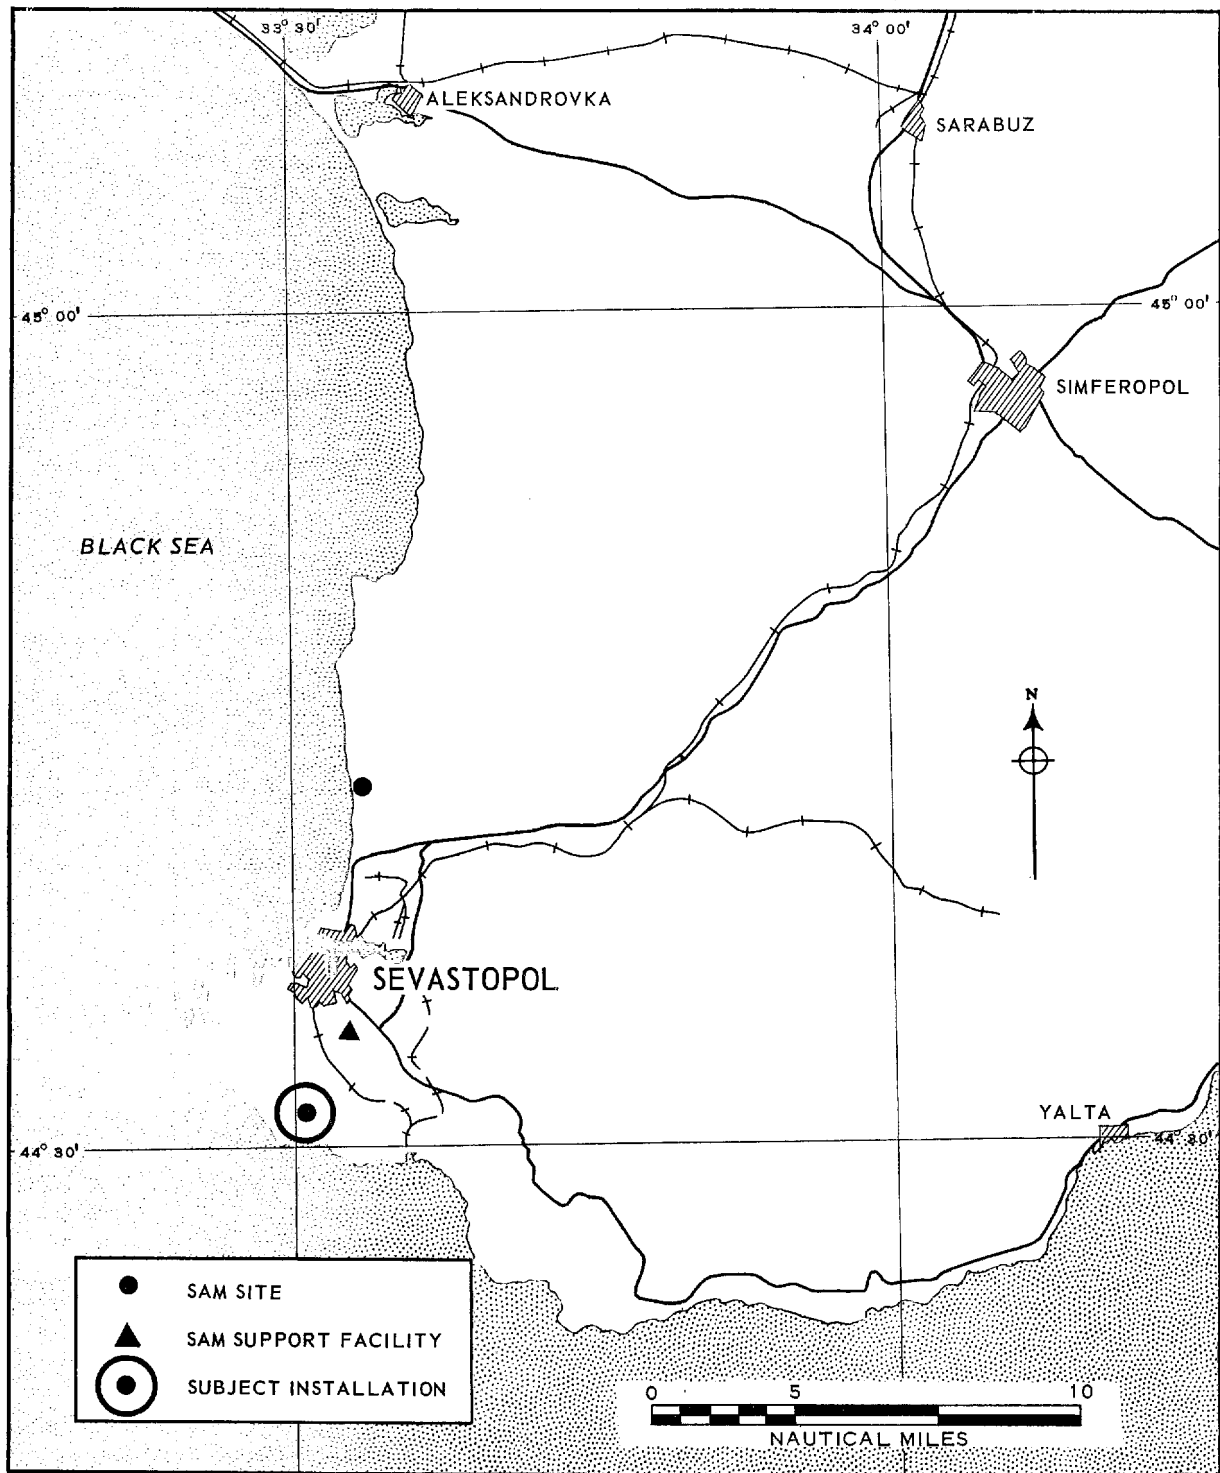 33° 30'
34° 00'
ALEKSANDROVKA
SARABUZ
45° 00'
45° 00'
SIMFEROPOL
BLACK SEA
N
SEVASTOPOL
YALTA
44° 30'
44° 30'
SAM SITE
SAM SUPPORT FACILITY
SUBJECT INSTALLATION
0 5 10
NAUTICAL MILES